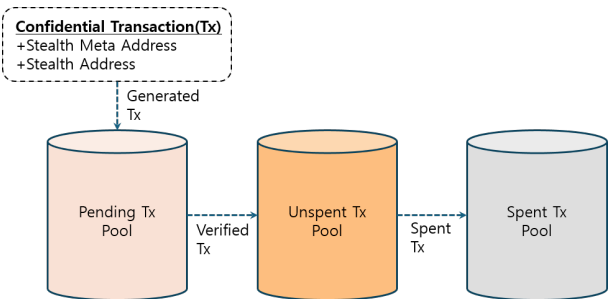 Confidential Transaction(Tx)
+Stealth Meta Address
+Stealth Address
Generated
Tx
Pending Tx
Pool
Verified
Tx
Unspent Tx
Pool
Spent
Tx
Spent Tx
Pool